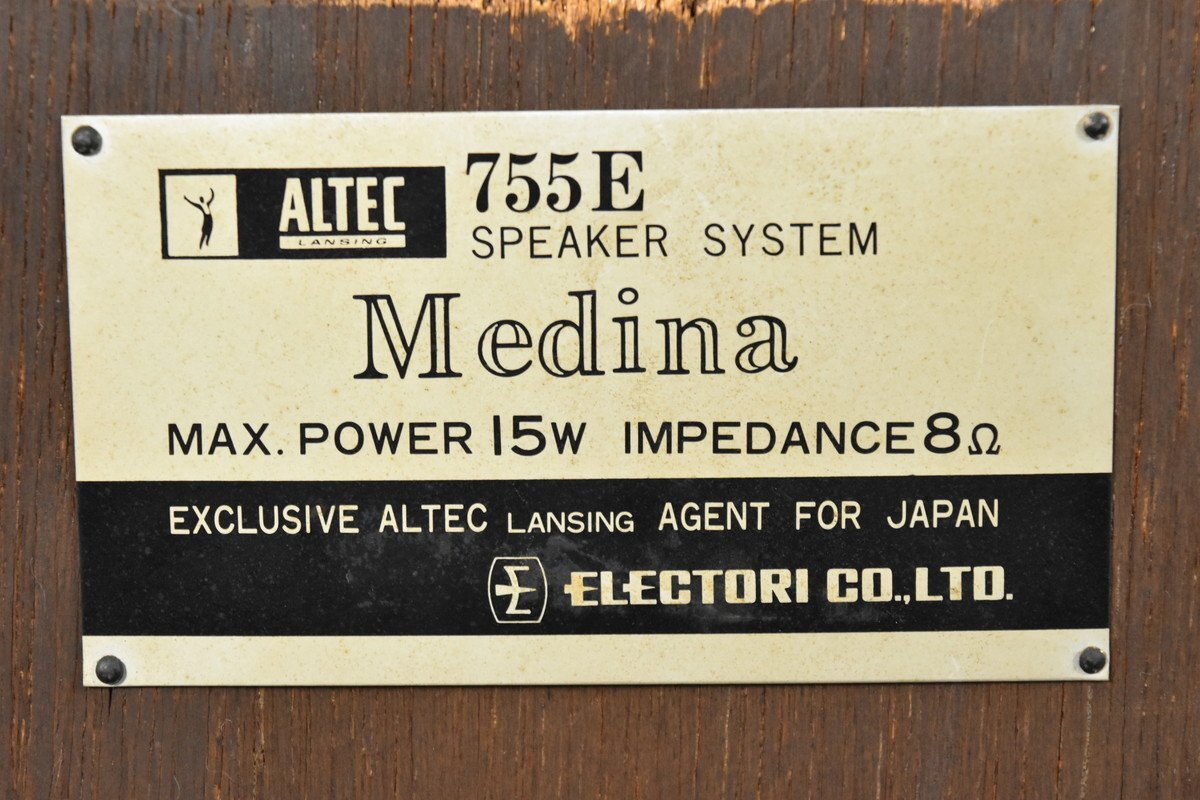 ALTEC
LANSING
755E
SPEAKER SYSTEM
Medina
MAX. POWER 15W IMPEDANCE 8Ω
EXCLUSIVE ALTEC LANSING AGENT FOR JAPAN
ELECTORI CO.,LTD.